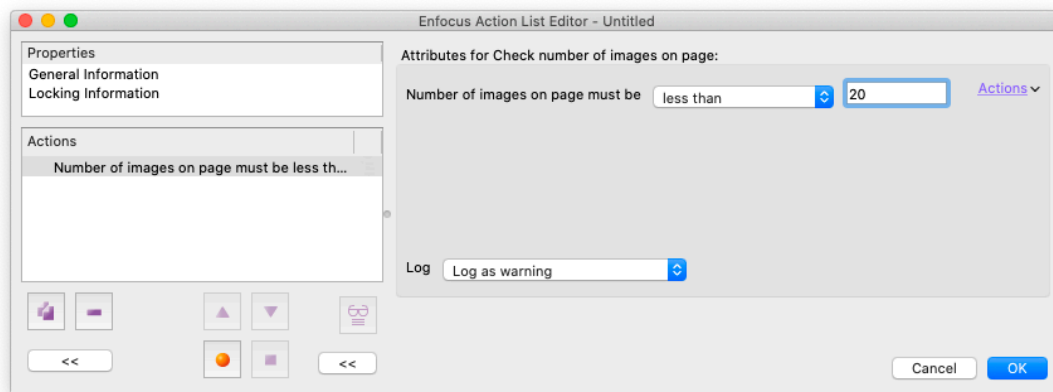 Enfocus Action List Editor - Untitled
Properties
General Information
Locking Information
Actions
Number of images on page must be less th...
<<
<<
Attributes for Check number of images on page:
Number of images on page must be less than 20 Actions
Log Log as warning
Cancel OK